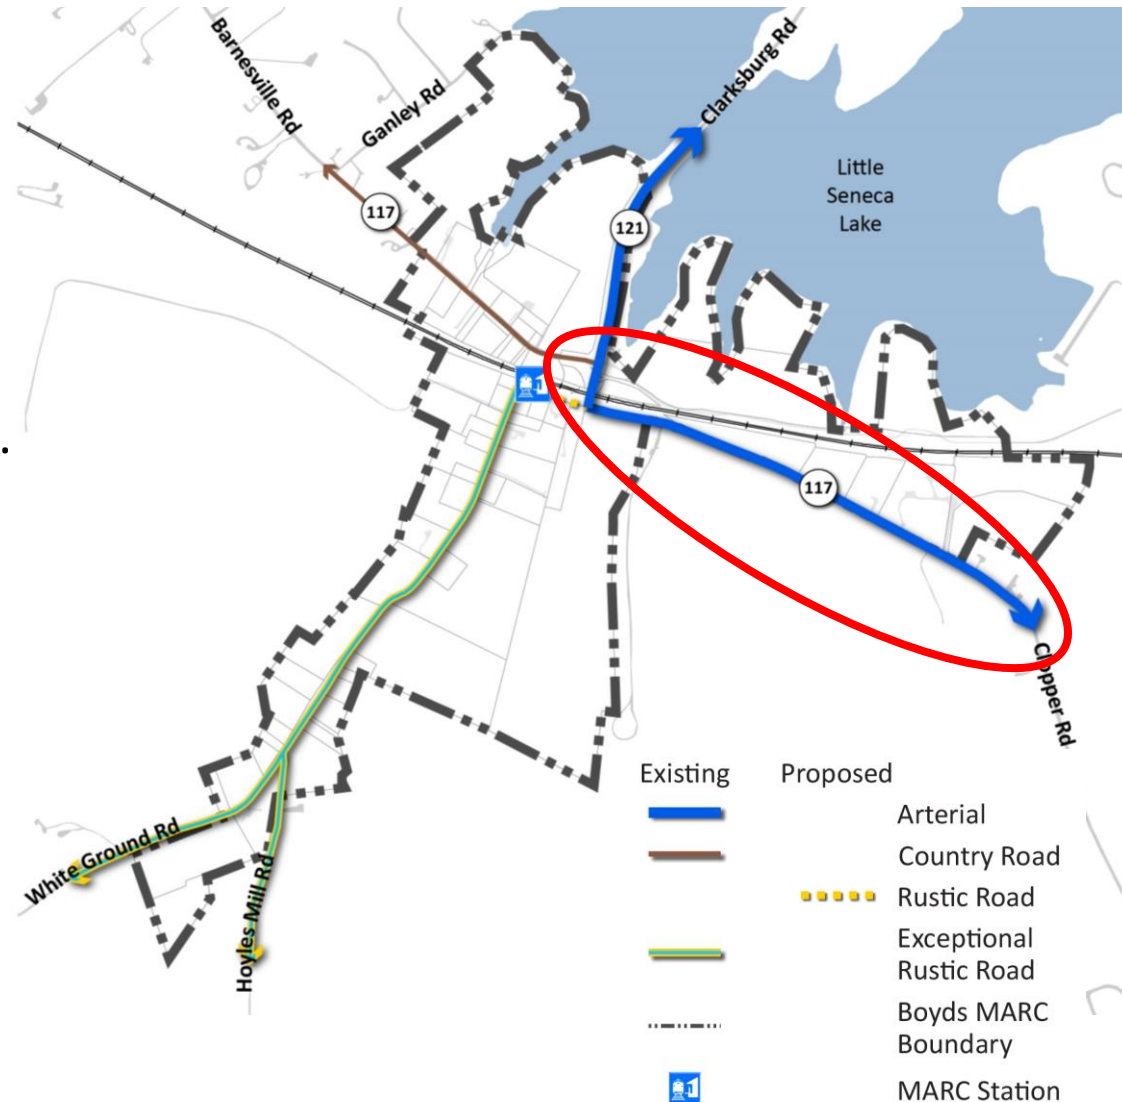 Barnesville Rd
Ganley Rd
Clarksburg Rd
Little
Seneca
Lake
117
121
.
117
Clopper Rd
White Ground Rd
Hoyles Mill Rd
Existing Proposed
Arterial
Country Road
Rustic Road
Exceptional
Rustic Road
Boyds MARC
Boundary
MARC Station